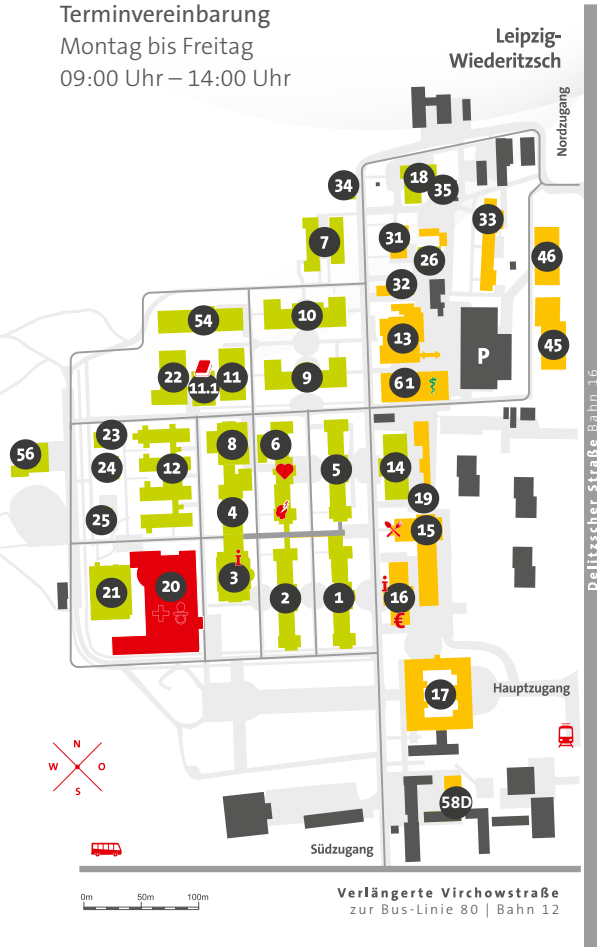 Terminvereinbarung
Montag bis Freitag
09:00 Uhr – 14:00 Uhr
Leipzig-
Wiederitzsch
Nordzugang
34
18
35
33
7
31
26
46
32
10
54
13
45
P
22
11.1
11
9
61
23
8
6
5
56
24
12
14
19
4
25
15
i
3
i
21
20
2
1
16
€
17
Hauptzugang
N
W
O
S
58D
Südzugang
Delitzscher Straße Bahn 16
0m
50m
100m
Verlängerte Virchowstraße
zur Bus-Linie 80 | Bahn 12